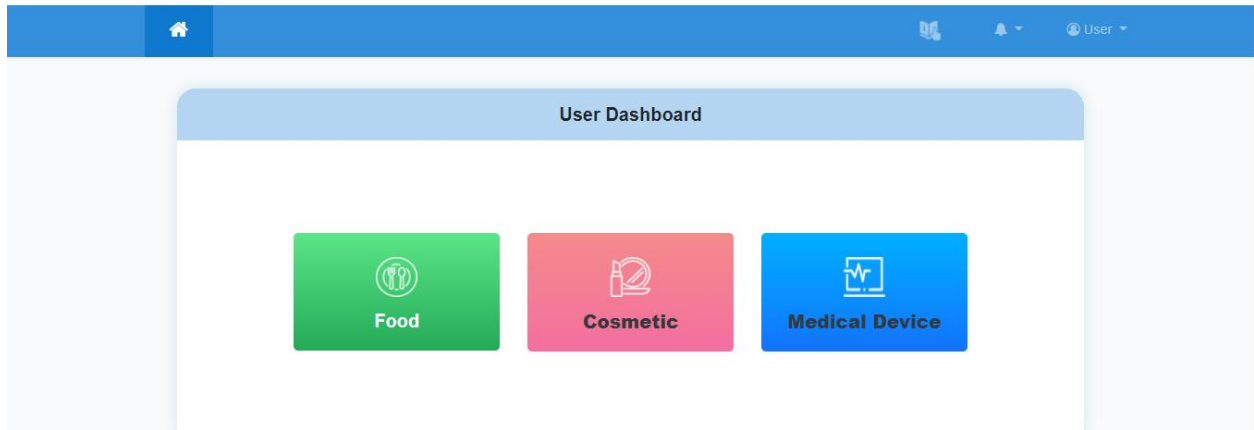 User
User Dashboard
Food
Cosmetic
Medical Device